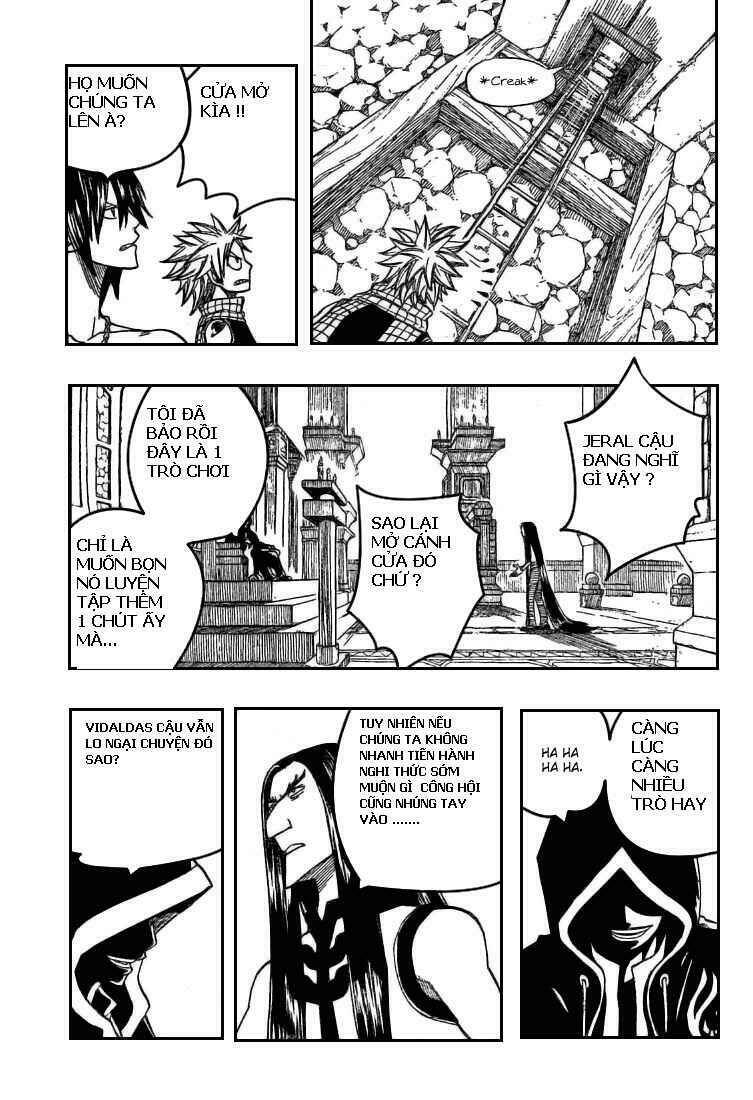 *Creak*
CỬA MỞ
KÌA !!
HỌ MUỐN
CHÚNG TA
LÊN À?
JERAL CẬU
ĐANG NGHĨ
GÌ VẬY ?
SAO LẠI
MỞ CÁNH
CỬA ĐÓ
CHỨ ?
TÔI ĐÃ
BẢO RỒI
ĐÂY LÀ 1
TRÒ CHƠI
CHỈ LÀ
MUỐN BỌN
NÓ LUYỆN
TẬP THÊM
1 CHÚT ẤY
MÀ...
CÀNG
LÚC
CÀNG
NHIỀU
TRÒ HAY
HA HA
HA HA.
TUY NHIÊN NẾU
CHÚNG TA KHÔNG
NHANH TIẾN HÀNH
NGHI THỨC SỚM
MUỘN GÌ CÔNG HỘI
CŨNG NHÚNG TAY
VÀO .......
VIDALDAS CẬU VẪN
LO NGẠI CHUYỆN ĐÓ
SAO?